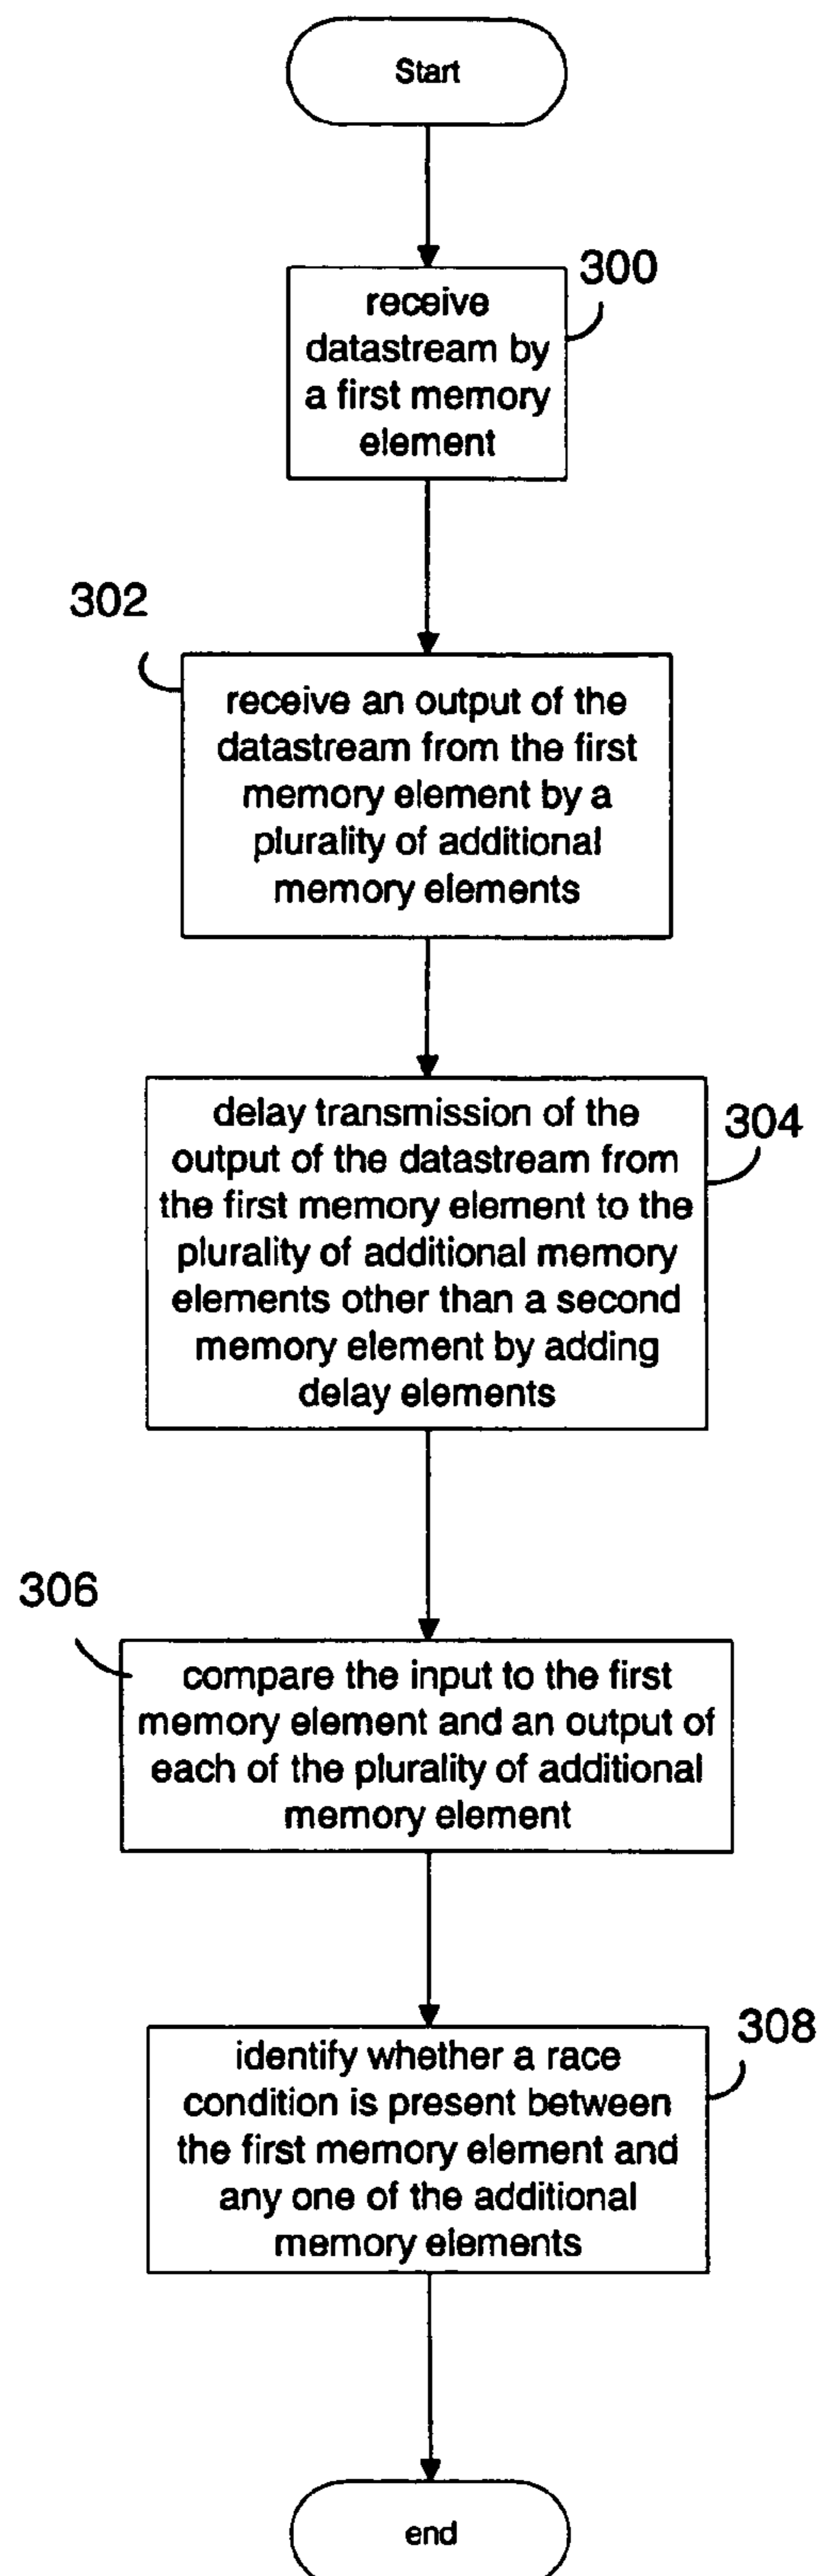 Start
300
receive
datastream by
a first memory
element
302
receive an output of the
datastream from the first
memory element by a
plurality of additional
memory elements
304
delay transmission of the
output of the datastream from
the first memory element to the
plurality of additional memory
elements other than a second
memory element by adding
delay elements
306
compare the input to the first
memory element and an output of
each of the plurality of additional
memory element
308
identify whether a race
condition is present between
the first memory element and
any one of the additional
memory elements
end